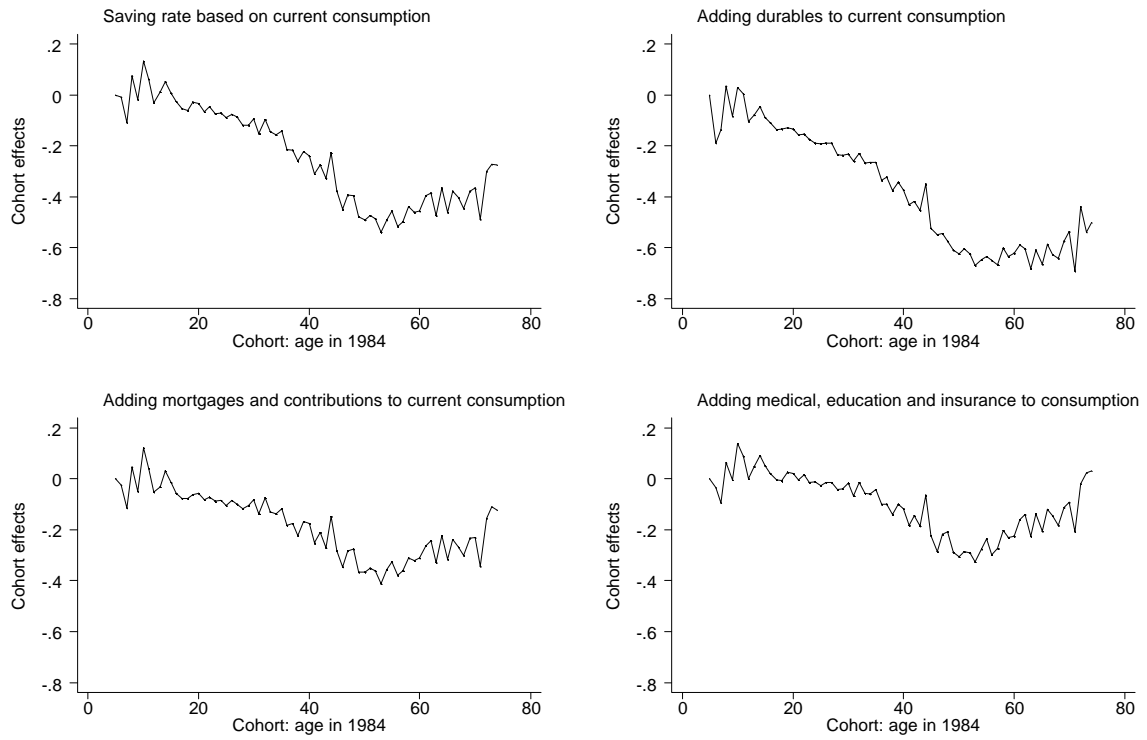 Saving rate based on current consumption
Cohort effects
.2
0
-.2
-.4
-.6
-.8
0 20 40 60 80
Cohort: age in 1984
Adding durables to current consumption
Cohort effects
.2
0
-.2
-.4
-.6
-.8
0 20 40 60 80
Cohort: age in 1984
Adding mortgages and contributions to current consumption
Cohort effects
.2
0
-.2
-.4
-.6
-.8
0 20 40 60 80
Cohort: age in 1984
Adding medical, education and insurance to consumption
Cohort effects
.2
0
-.2
-.4
-.6
-.8
0 20 40 60 80
Cohort: age in 1984